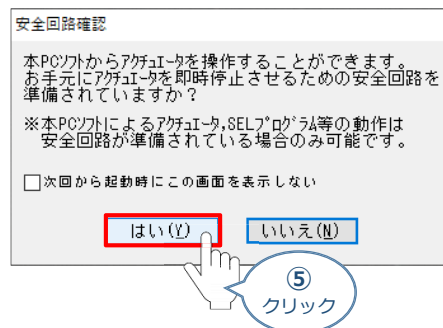 安全回路確認
本PCソフトからアクチュエータを操作することができます。
お手元にアクチュエータを即時停止させるための安全回路を
準備されていますか？
※本PCソフトによるアクチュエータ,SELプログラム等の動作は
安全回路が準備されている場合のみ可能です。
次回から起動時にこの画面を表示しない
はい(Y) いいえ(N)
⑤
クリック